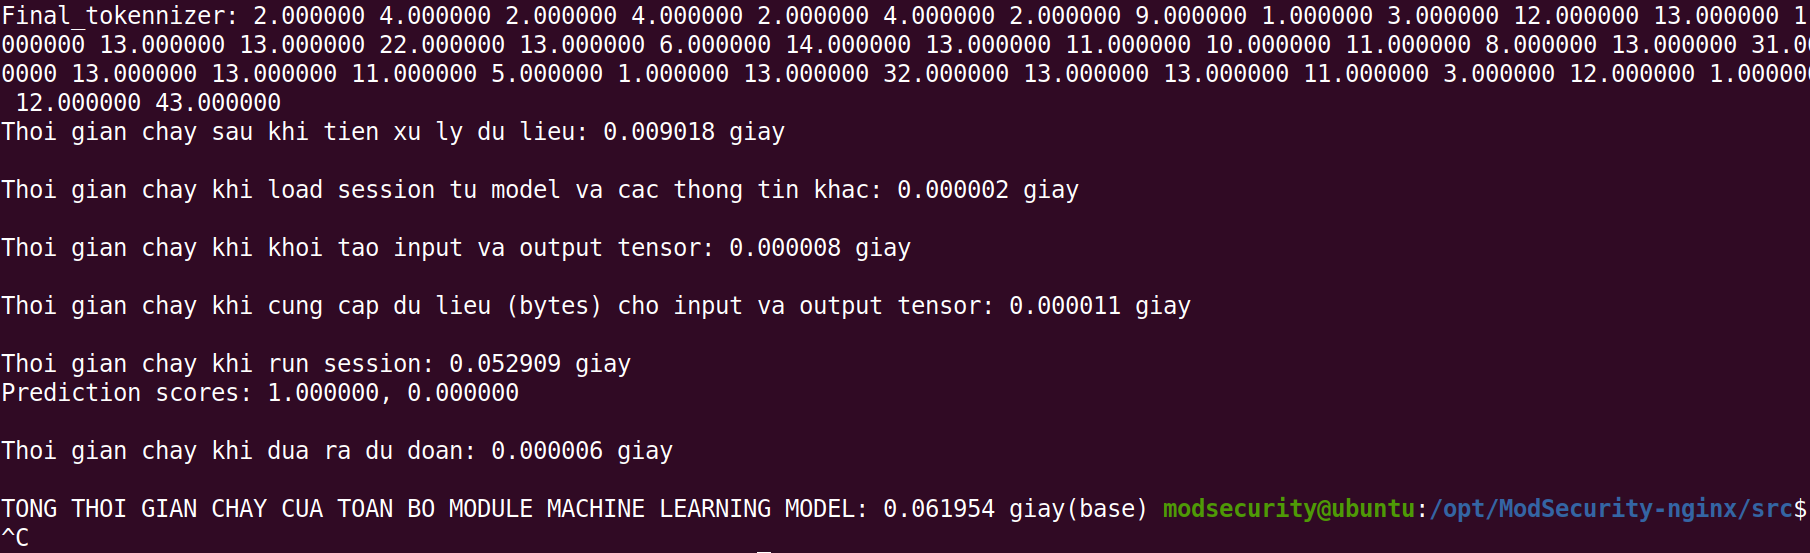 Final_tokennizer: 2.000000 4.000000 2.000000 4.000000 2.000000 4.000000 2.000000 9.000000 1.000000 3.000000 12.000000 13.000000 1.
000000 13.000000 13.000000 22.000000 13.000000 6.000000 14.000000 13.000000 11.000000 10.000000 11.000000 8.000000 13.000000 31.00
0000 13.000000 13.000000 11.000000 5.000000 1.000000 13.000000 32.000000 13.000000 13.000000 11.000000 3.000000 12.000000 1.000000
12.000000 43.000000
Thoi gian chay sau khi tien xu ly du lieu: 0.009018 giay
Thoi gian chay khi load session tu model va cac thong tin khac: 0.000002 giay
Thoi gian chay khi khoi tao input va output tensor: 0.000008 giay
Thoi gian chay khi cung cap du lieu (bytes) cho input va output tensor: 0.000011 giay
Thoi gian chay khi run session: 0.052909 giay
Prediction scores: 1.000000, 0.000000
Thoi gian chay khi dua ra du doan: 0.000006 giay
TONG THOI GIAN CHAY CUA TOAN BO MODULE MACHINE LEARNING MODEL: 0.061954 giay(base) modsecurity@ubuntu:/opt/ModSecurity-nginx/src$
^C